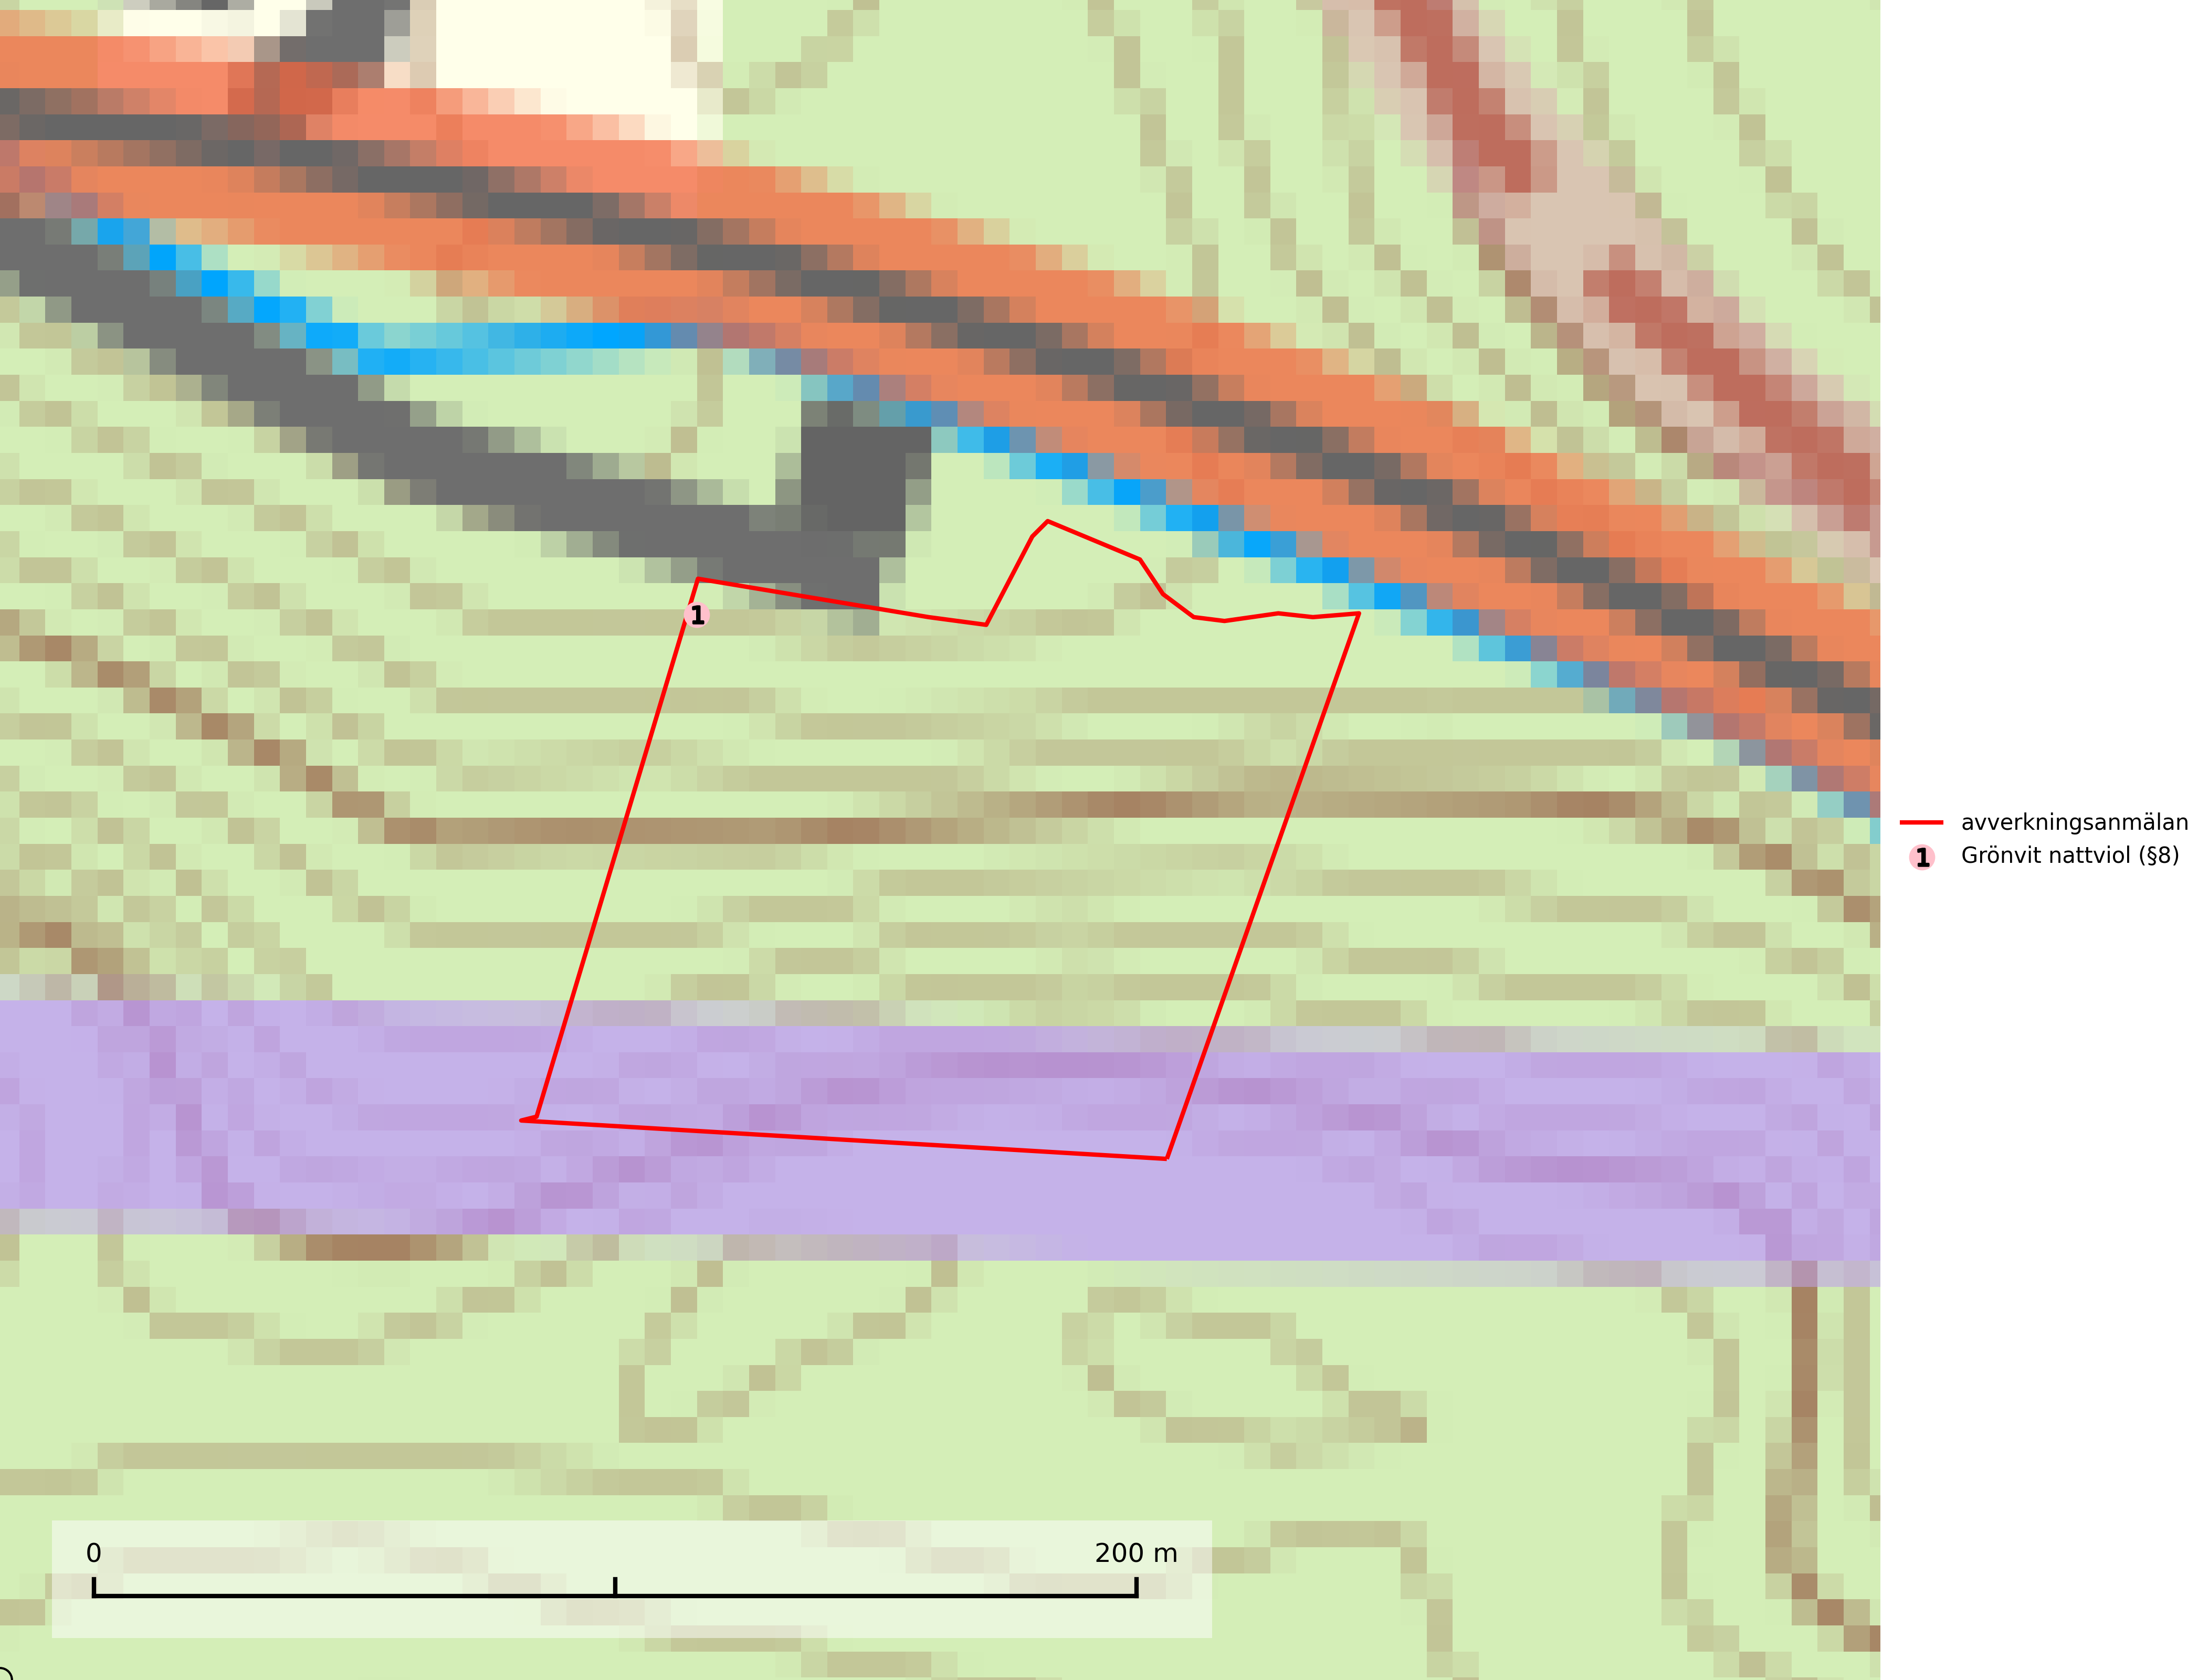 1
avverkningsanmälan
1 Grönvit nattviol (§8)
0 200 m